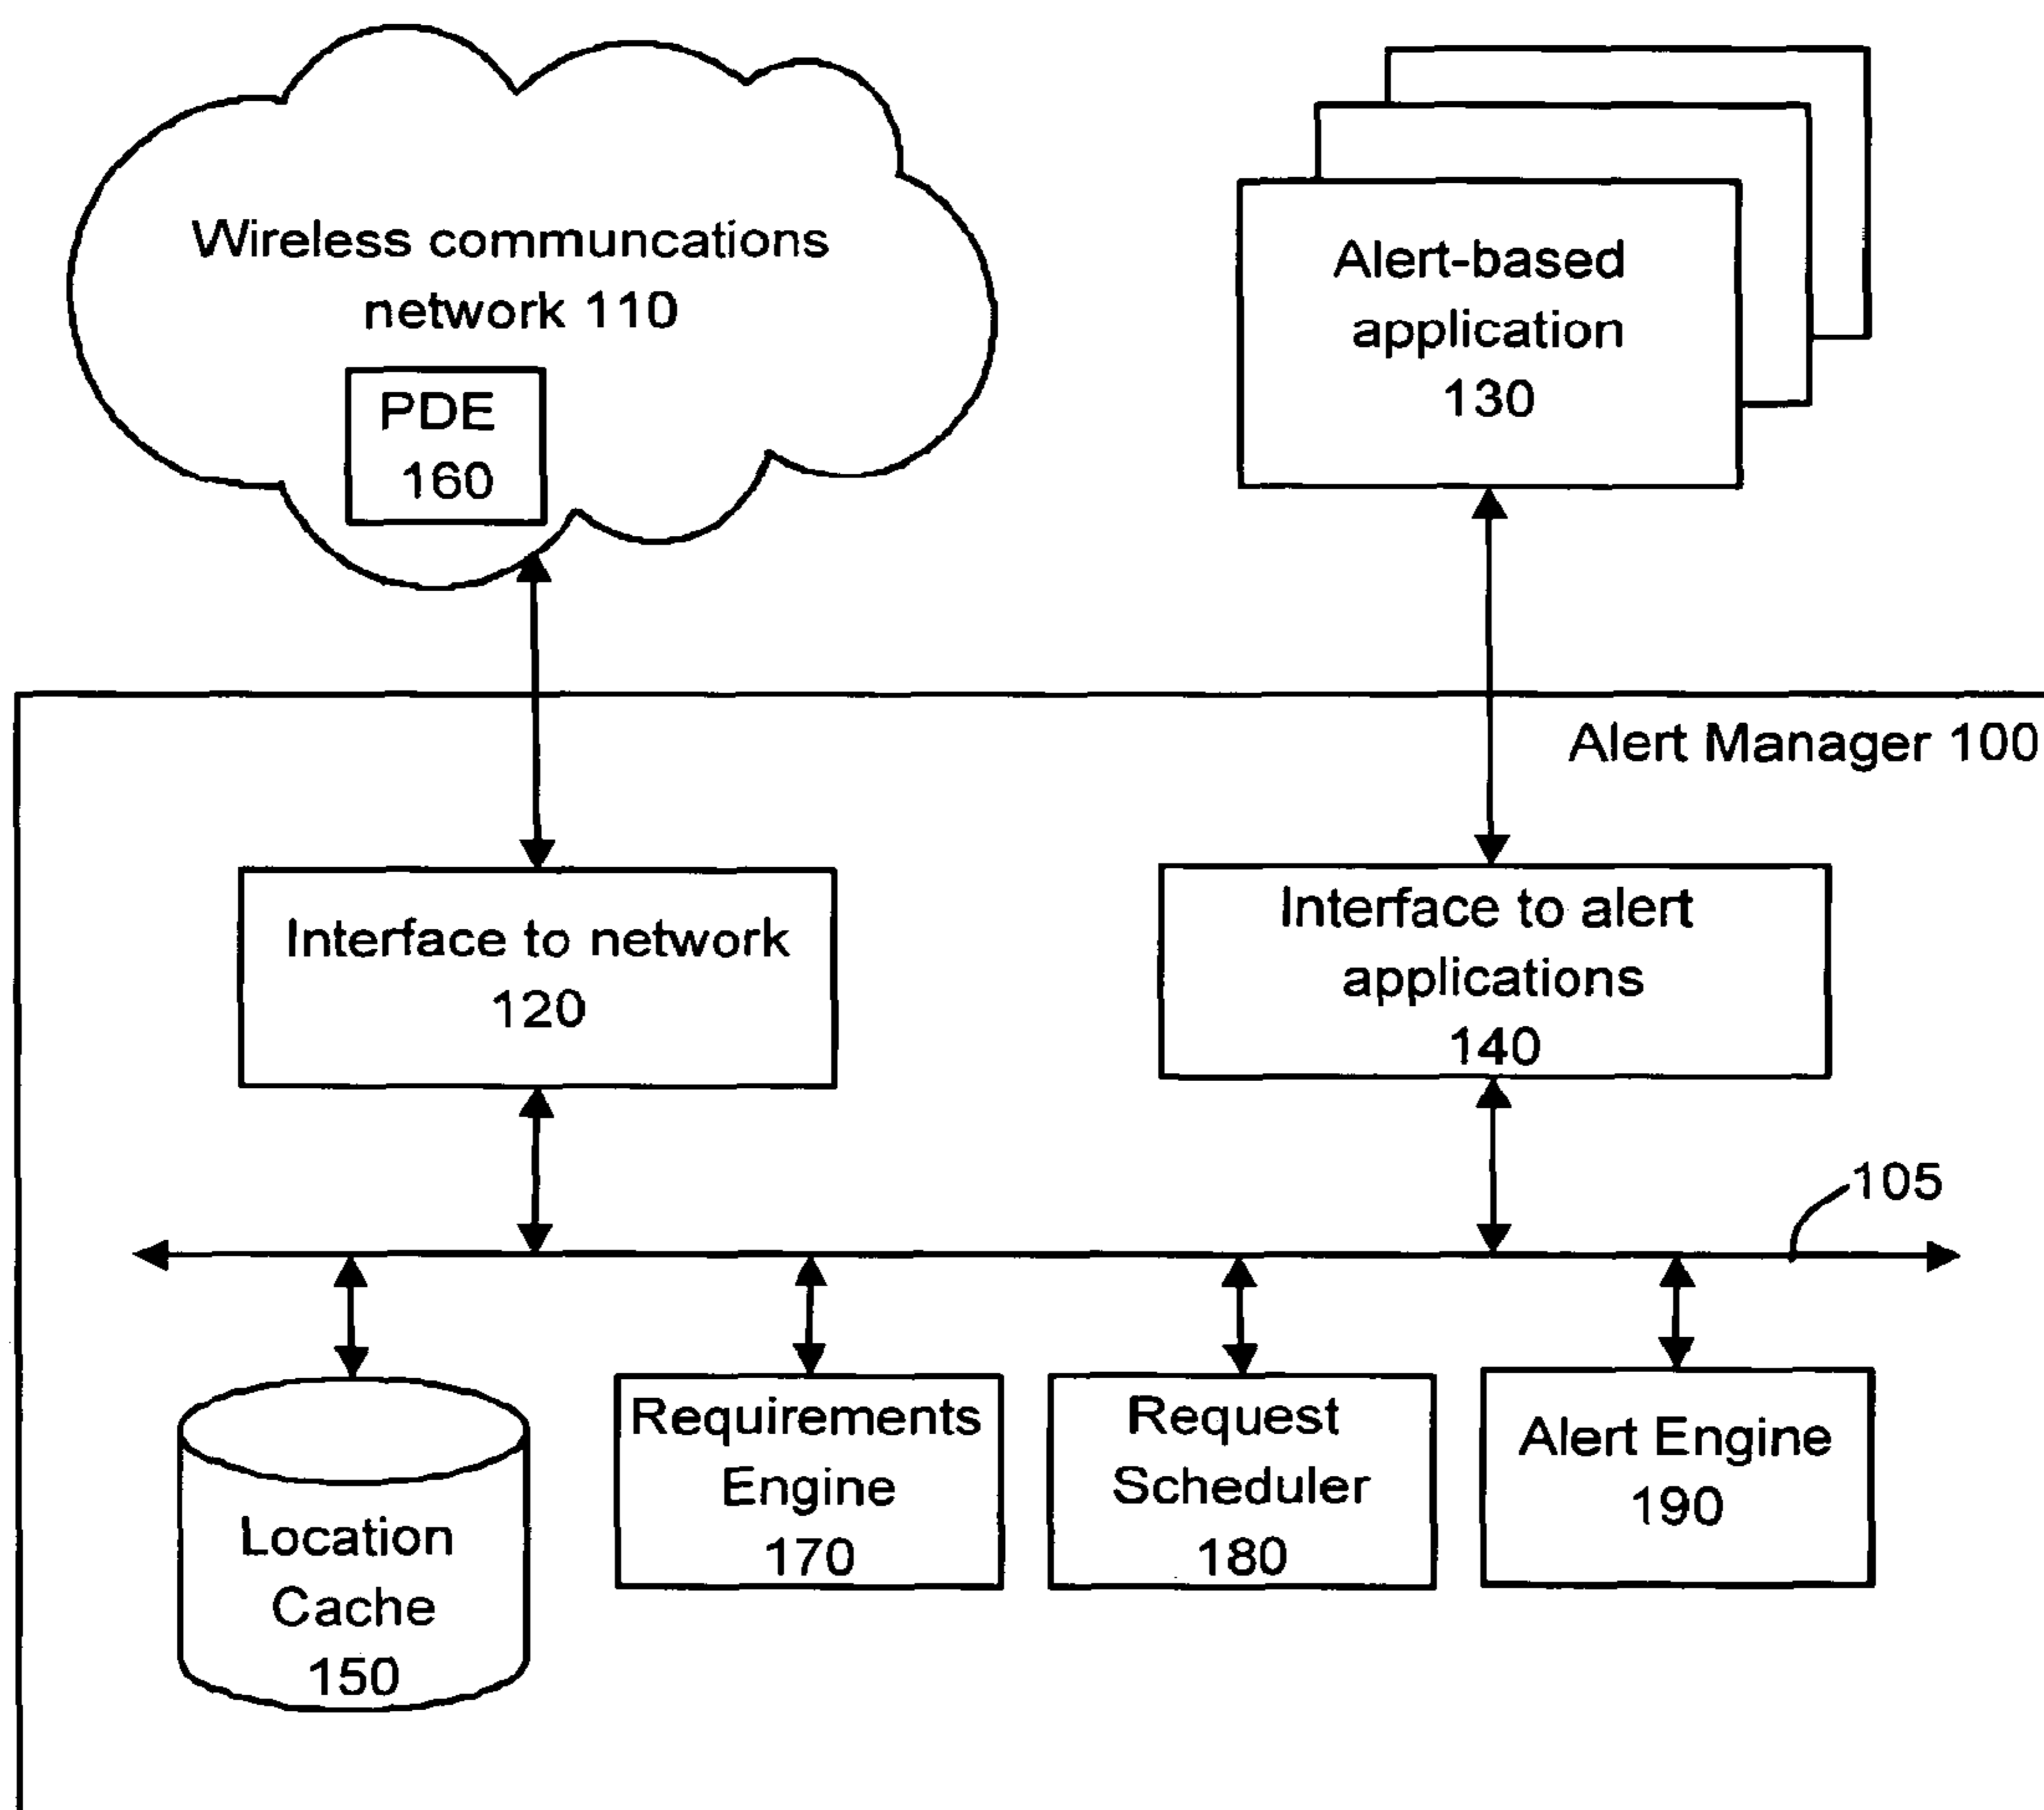 Wireless communcations
network 110
PDE
160
Alert-based
application
130
Alert Manager 100
Interface to network
120
Interface to alert
applications
140
105
Location
Cache
150
Requirements
Engine
170
Request
Scheduler
180
Alert Engine
190